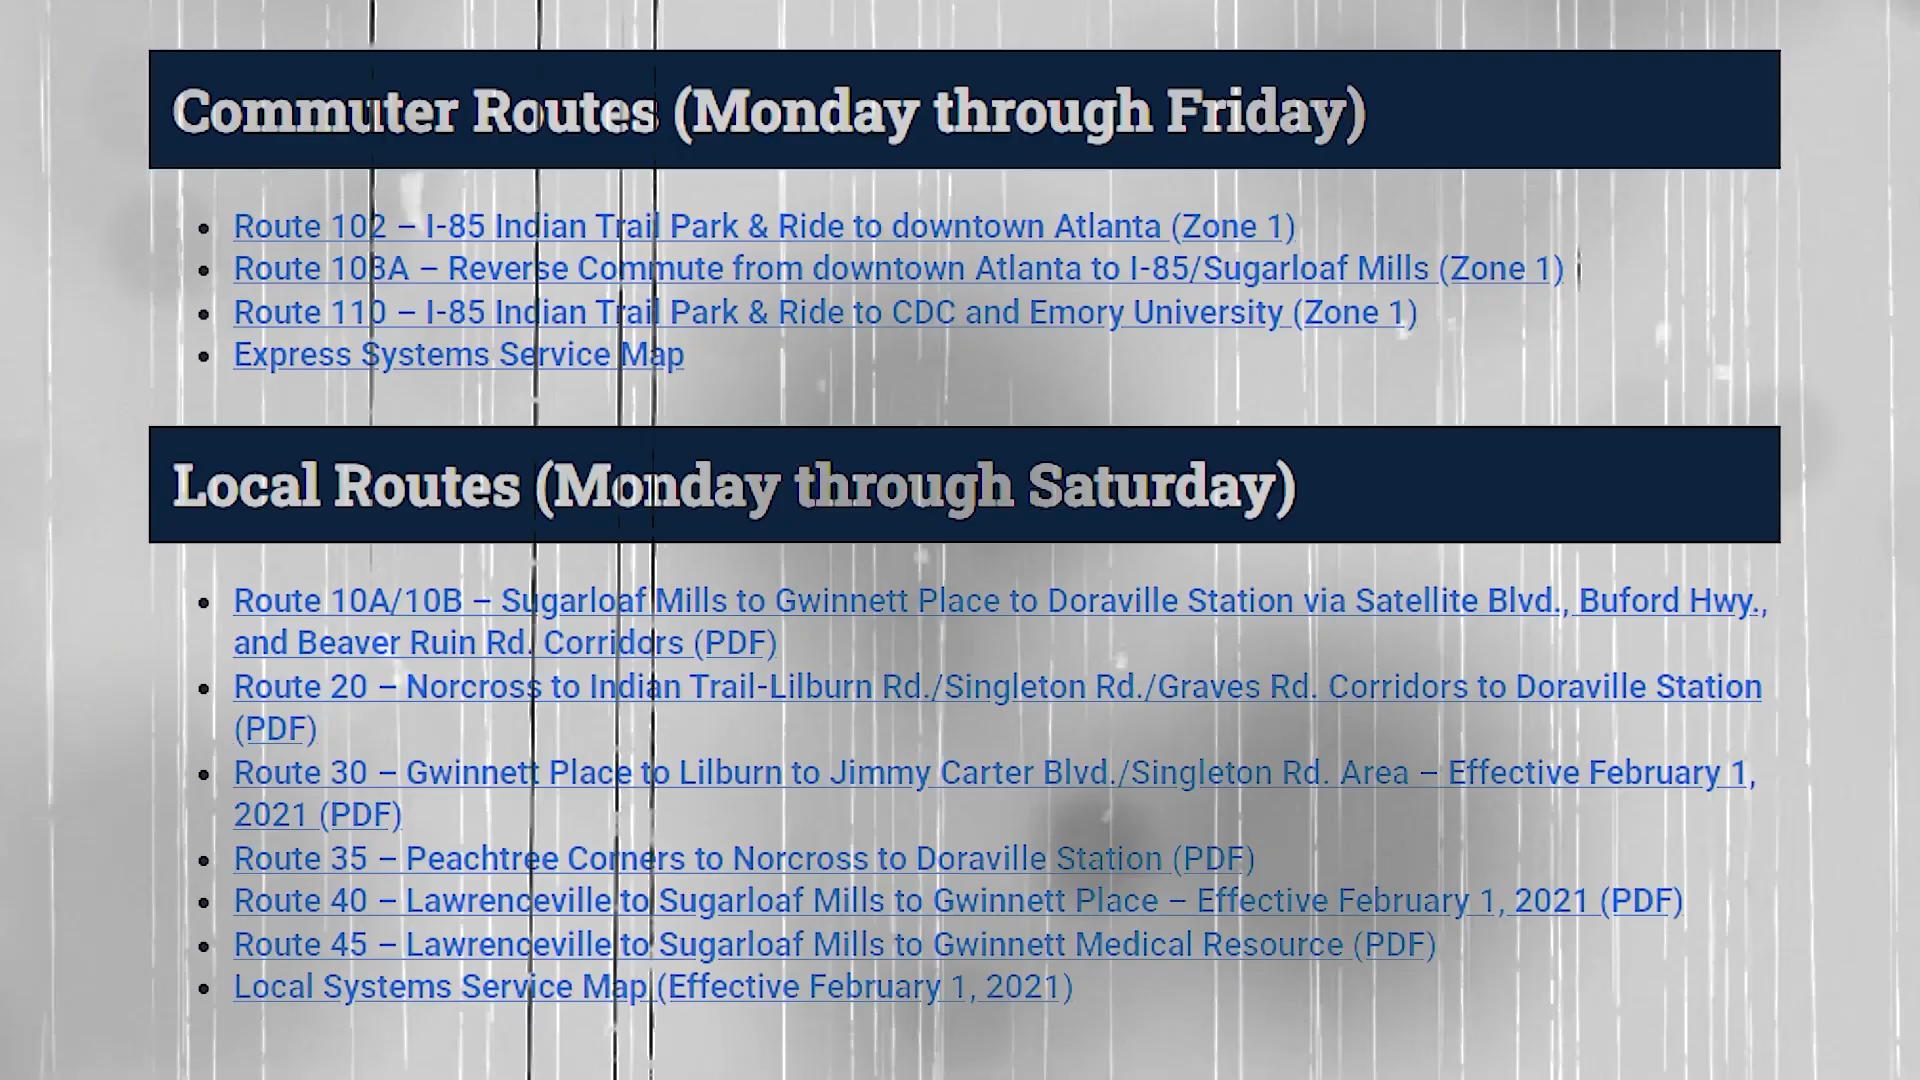 Commuter Routes (Monday through Friday)
Route 102 – I-85 Indian Trail Park & Ride to downtown Atlanta (Zone 1)
Route 103A – Reverse Commute from downtown Atlanta to I-85/Sugarloaf Mills (Zone 1)
Route 110 – I-85 Indian Trail Park & Ride to CDC and Emory University (Zone 1)
Express Systems Service Map
Local Routes (Monday through Saturday)
Route 10A/10B – Sugarloaf Mills to Gwinnett Place to Doraville Station via Satellite Blvd., Buford Hwy.,
and Beaver Ruin Rd. Corridors (PDF)
Route 20 – Norcross to Indian Trail-Lilburn Rd./Singleton Rd./Graves Rd. Corridors to Doraville Station
(PDF)
Route 30 – Gwinnett Place to Lilburn to Jimmy Carter Blvd./Singleton Rd. Area – Effective February 1,
2021 (PDF)
Route 35 – Peachtree Corners to Norcross to Doraville Station (PDF)
Route 40 – Lawrenceville to Sugarloaf Mills to Gwinnett Place – Effective February 1, 2021 (PDF)
Route 45 – Lawrenceville to Sugarloaf Mills to Gwinnett Medical Resource (PDF)
Local Systems Service Map (Effective February 1, 2021)